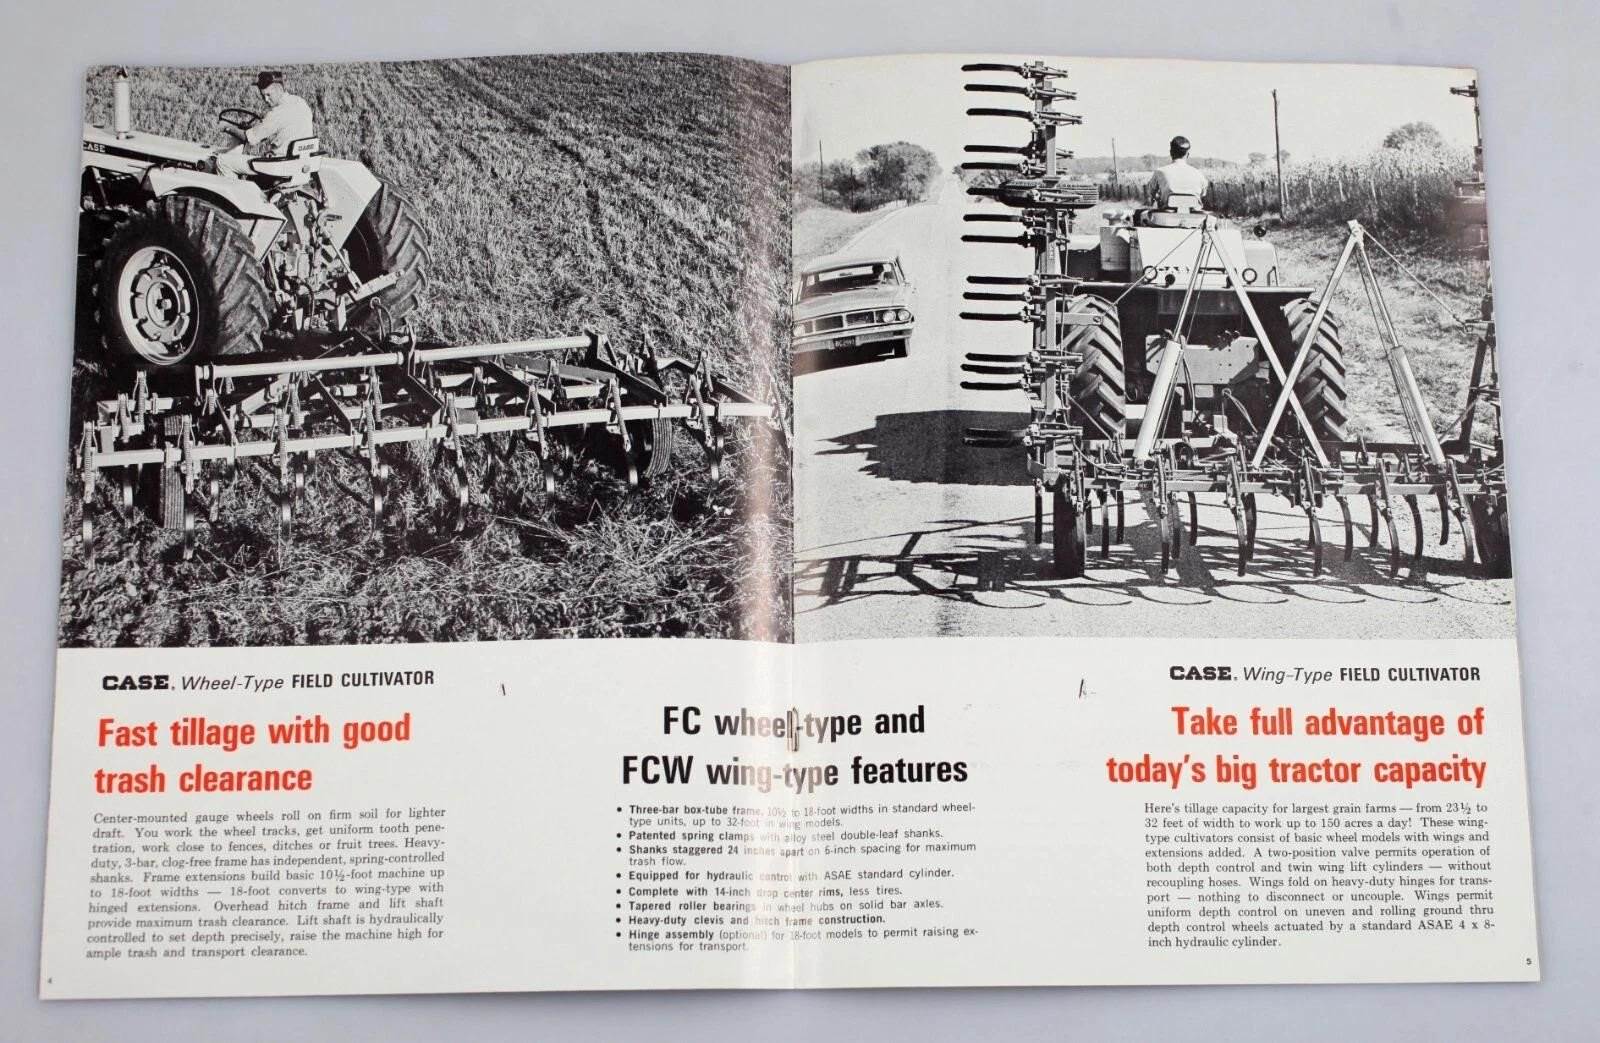 CASE
CASE
CASE. Wheel-Type FIELD CULTIVATOR
Fast tillage with good
trash clearance
Center-mounted gauge wheels roll on firm soil for lighter
draft. You work the wheel tracks, get uniform tooth pene-
tration, work close to fences, ditches or fruit trees. Heavy-
duty, 3-bar, clog-free frame has independent, spring-controlled
shanks. Frame extensions build basic 10½-foot machine up
to 18-foot widths — 18-foot converts to wing-type with
hinged extensions. Overhead hitch frame and lift shaft
provide maximum trash clearance. Lift shaft is hydraulically
controlled to set depth precisely, raise the machine high for
ample trash and transport clearance.
4
FC wheel-type and
FCW wing-type features
• Three-bar box-tube frame, 10½ to 18-foot widths in standard wheel-
type units, up to 32-foot in wing models.
• Patented spring clamps with alloy steel double-leaf shanks.
• Shanks staggered 24 inches apart on 6-inch spacing for maximum
trash flow.
• Equipped for hydraulic control with ASAE standard cylinder.
• Complete with 14-inch drop center rims, less tires.
• Tapered roller bearings in wheel hubs on solid bar axles.
• Heavy-duty clevis and hitch frame construction.
• Hinge assembly (optional) for 18-foot models to permit raising ex-
tensions for transport.
CASE. Wing-Type FIELD CULTIVATOR
Take full advantage of
today's big tractor capacity
Here's tillage capacity for largest grain farms — from 23½ to
32 feet of width to work up to 150 acres a day! These wing-
type cultivators consist of basic wheel models with wings and
extensions added. A two-position valve permits operation of
both depth control and twin wing lift cylinders — without
recoupling hoses. Wings fold on heavy-duty hinges for trans-
port — nothing to disconnect or uncouple. Wings permit
uniform depth control on uneven and rolling ground thru
depth control wheels actuated by a standard ASAE 4 x 8-
inch hydraulic cylinder.
5